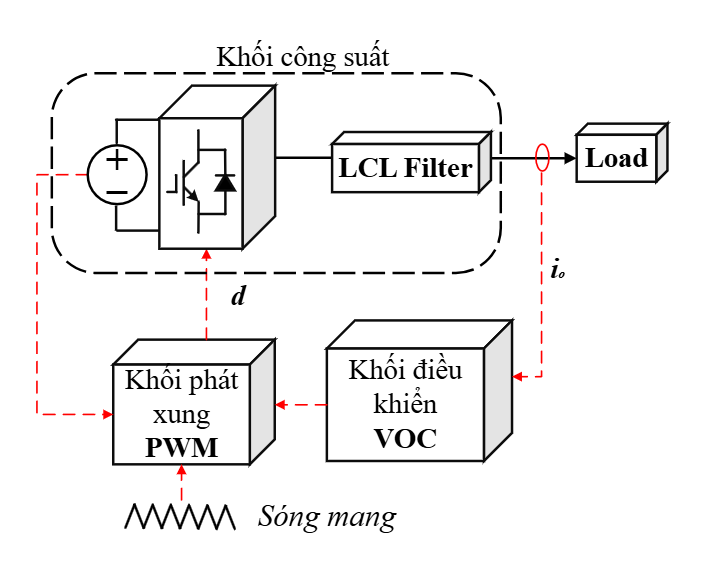 Khối công suất
LCL Filter
Load
d
iₒ
Khối phát
xung
PWM
Khối điều
khiển
VOC
Sóng mang